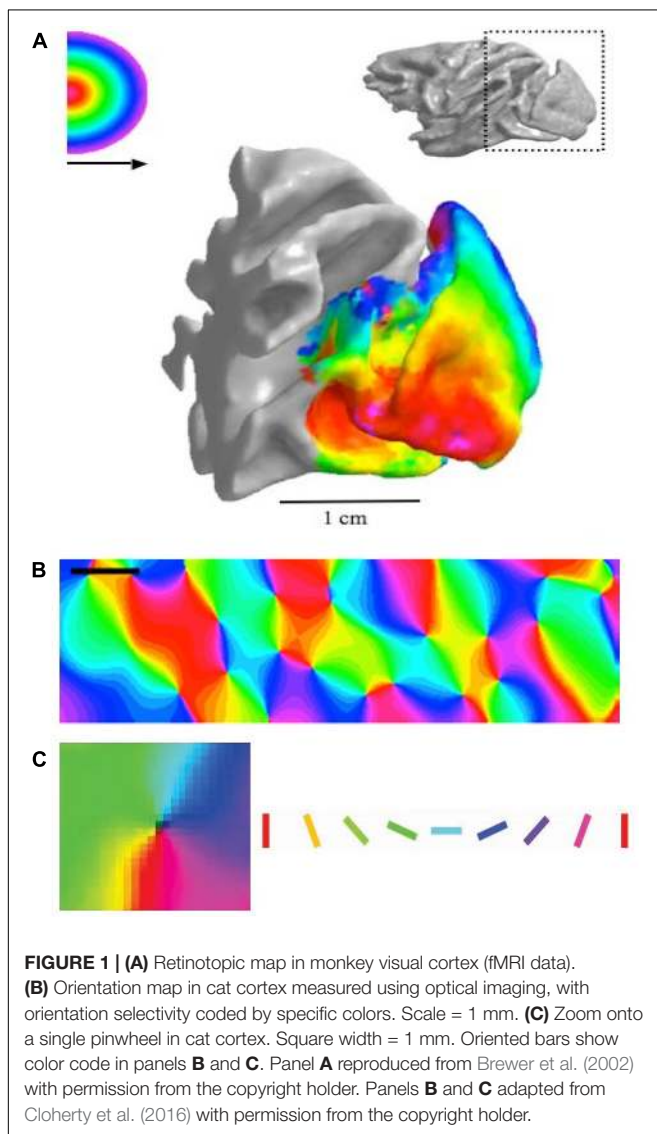 A
1 cm
B
C
FIGURE 1 | (A) Retinotopic map in monkey visual cortex (fMRI data).
(B) Orientation map in cat cortex measured using optical imaging, with
orientation selectivity coded by specific colors. Scale = 1 mm. (C) Zoom onto
a single pinwheel in cat cortex. Square width = 1 mm. Oriented bars show
color code in panels B and C. Panel A reproduced from Brewer et al. (2002)
with permission from the copyright holder. Panels B and C adapted from
Cloherty et al. (2016) with permission from the copyright holder.